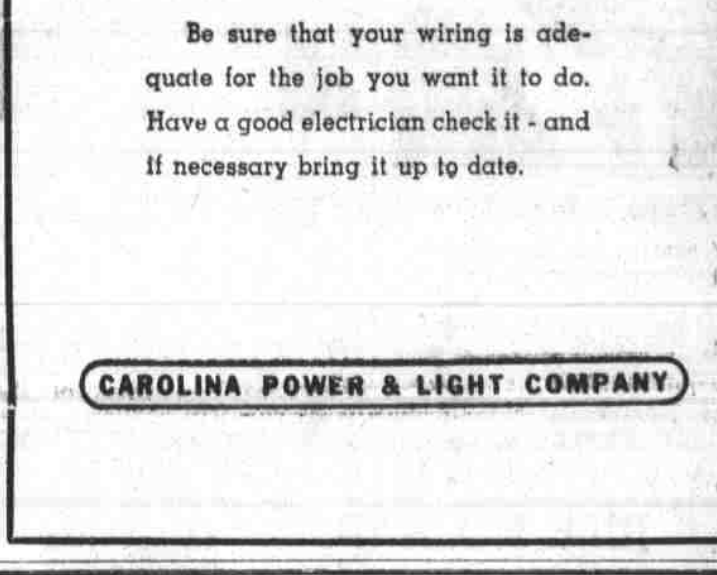 Be sure that your wiring is ade-
quate for the job you want it to do.
Have a good electrician check it - and
if necessary bring it up to date.
CAROLINA POWER & LIGHT COMPANY